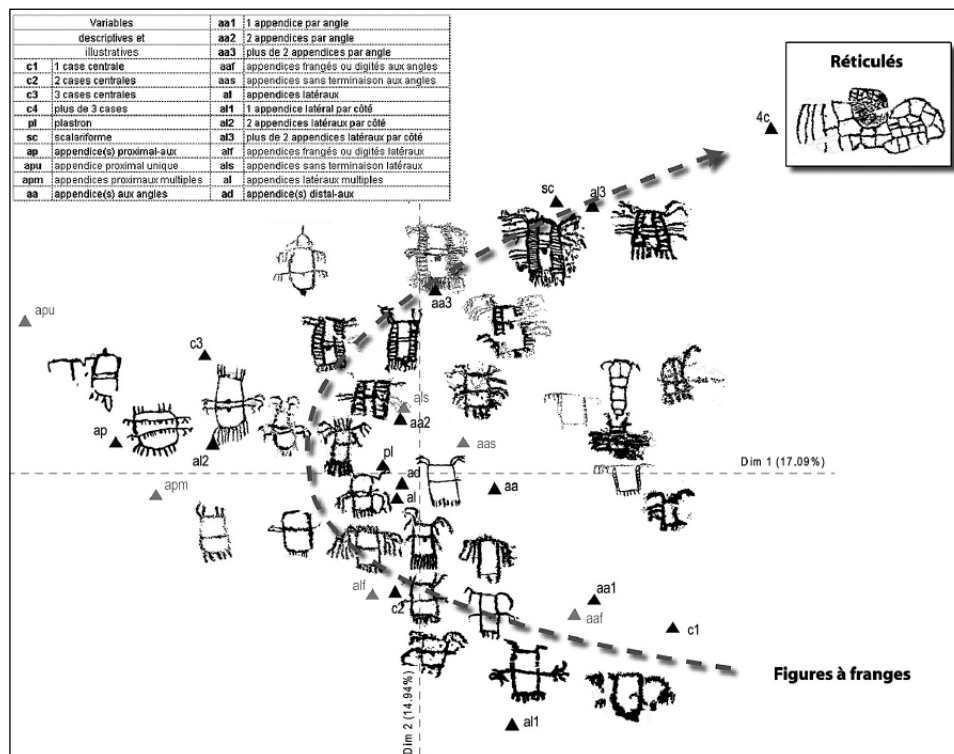 Variables
descriptives et
illustratives
c1 1 case centrale
c2 2 cases centrales
c3 3 cases centrales
c4 plus de 3 cases
pl plastron
sc scalariforme
ap appendice(s) proximal-aux
apu appendice proximal unique
apm appendices proximaux multiples
aa appendice(s) aux angles
aa1 1 appendice par angle
aa2 2 appendices par angle
aa3 plus de 2 appendices par angle
aaf appendices frangés ou digités aux angles
aas appendices sans terminaison aux angles
al appendices latéraux
al1 1 appendice latéral par côté
al2 2 appendices latéraux par côté
al3 plus de 2 appendices latéraux par côté
alf appendices frangés ou digités latéraux
als appendices sans terminaison latéraux
al appendices latéraux multiples
ad appendice(s) distal-aux
Réticulés
4c
sc
al3
aa3
apu
c3
als
aa2
ap
al2
aas
pl
Dim 1 (17.09%)
ad
aa
apm
al
alf
c2
aa1
aaf
c1
Figures à franges
al1
Dim 2 (14.94%)